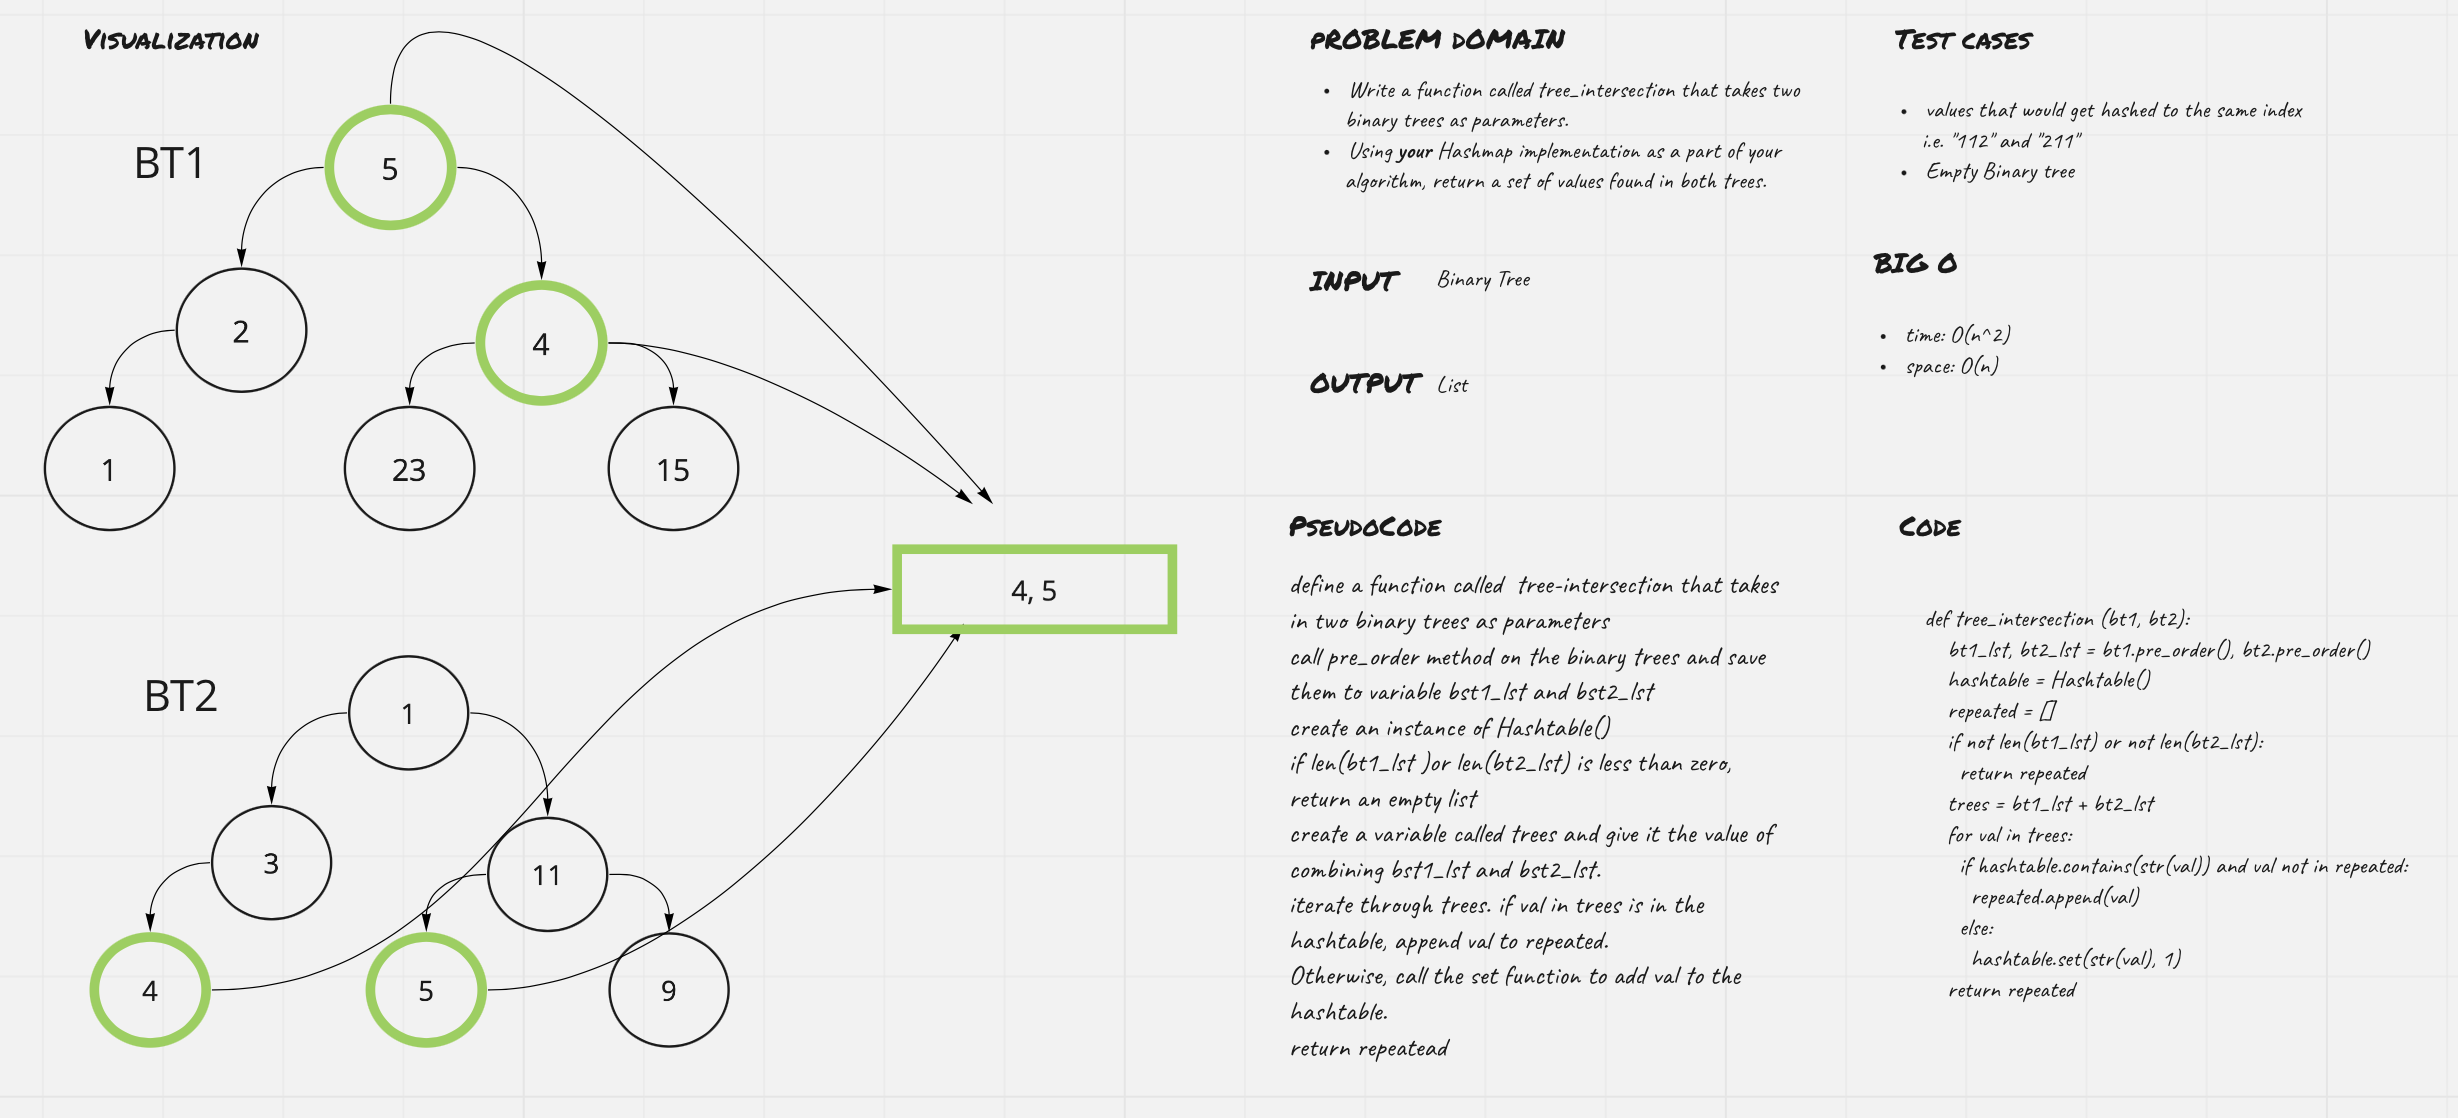 Visualization
BT1
5
2
4
1
23
15
4, 5
BT2
1
3
11
4
5
9
pROBLEM dOMAIN
• Write a function called tree_intersection that takes two
binary trees as parameters.
• Using your Hashmap implementation as a part of your
algorithm, return a set of values found in both trees.
INPUT Binary Tree
OUTPUT List
Test cases
• values that would get hashed to the same index
i.e. "112" and "211"
• Empty Binary tree
BIG O
• time: O(n^2)
• space: O(n)
PseudoCode
define a function called tree-intersection that takes
in two binary trees as parameters
call pre_order method on the binary trees and save
them to variable bst1_lst and bst2_lst
create an instance of Hashtable()
if len(bt1_lst )or len(bt2_lst) is less than zero,
return an empty list
create a variable called trees and give it the value of
combining bst1_lst and bst2_lst.
iterate through trees. if val in trees is in the
hashtable, append val to repeated.
Otherwise, call the set function to add val to the
hashtable.
return repeatead
Code
def tree_intersection (bt1, bt2):
bt1_lst, bt2_lst = bt1.pre_order(), bt2.pre_order()
hashtable = Hashtable()
repeated = []
if not len(bt1_lst) or not len(bt2_lst):
return repeated
trees = bt1_lst + bt2_lst
for val in trees:
if hashtable.contains(str(val)) and val not in repeated:
repeated.append(val)
else:
hashtable.set(str(val), 1)
return repeated